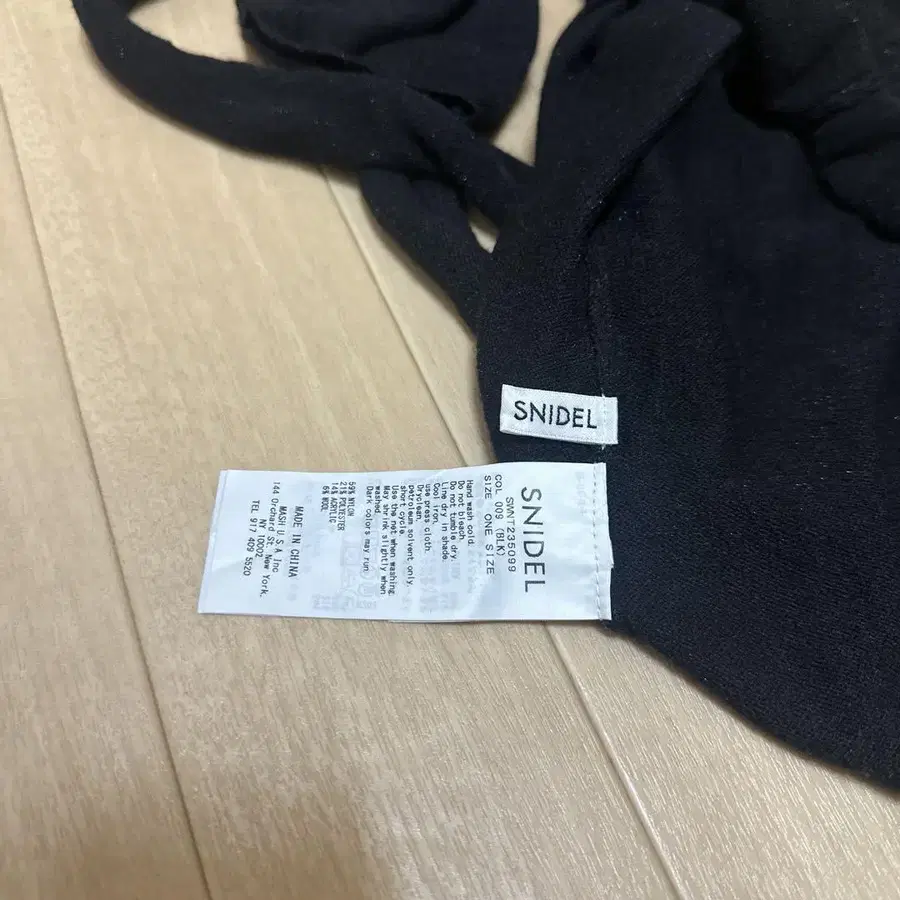 SNIDEL
SNIDEL
SWNT235099
COL 009 (BLK)
SIZE ONE SIZE
Hand wash cold.
Do not bleach.
Do not tumble dry.
Line dry in shade.
Cool iron.
use press cloth.
Dryclean,
petroleum solvent only,
short cycle.
Use the net when washing.
May shrink slightly when
washed.
Dark colors may run.
59% NYLON
21% POLYESTER
14% ACRYLIC
6% WOOL
MADE IN CHINA
MASH U.S.A Inc
144 Orchard St. New York,
NY 10002
TEL 917 409 5520